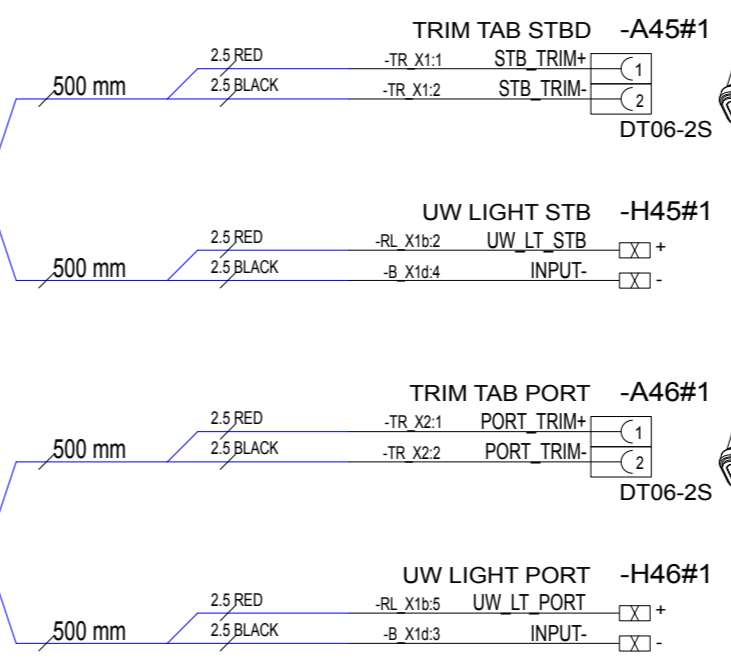 TRIM TAB STBD -A45#1
2.5 RED -TR_X1:1 STB_TRIM+ 1
500 mm 2.5 BLACK -TR_X1:2 STB_TRIM- 2
DT06-2S
UW LIGHT STB -H45#1
2.5 RED -RL_X1b:2 UW_LT_STB X +
500 mm 2.5 BLACK -B_X1d:4 INPUT- X -
TRIM TAB PORT -A46#1
2.5 RED -TR_X2:1 PORT_TRIM+ 1
500 mm 2.5 BLACK -TR_X2:2 PORT_TRIM- 2
DT06-2S
UW LIGHT PORT -H46#1
2.5 RED -RL_X1b:5 UW_LT_PORT X +
500 mm 2.5 BLACK -B_X1d:3 INPUT- X -